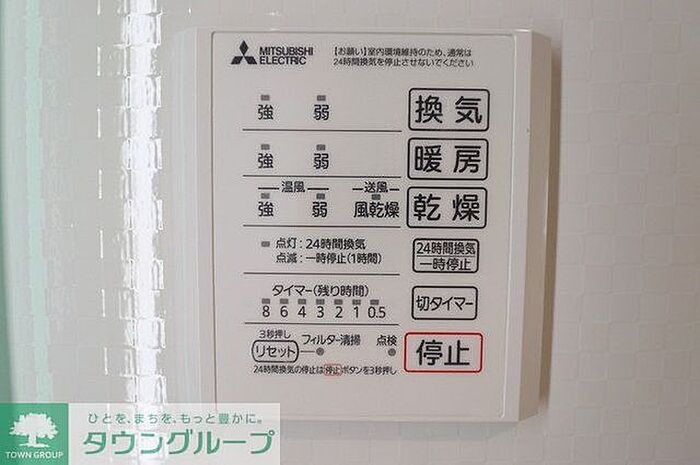 MITSUBISHI ELECTRIC
【お願い】室内環境維持のため、通常は
24時間換気を停止させないでください
強 弱 換気
強 弱 暖房
温風 送風
強 弱 風乾燥 乾燥
点灯:24時間換気
点滅:一時停止(1時間)
24時間換気
一時停止
タイマー(残り時間)
8 6 4 3 2 1 0.5
切タイマー
3秒押し
リセット フィルター清掃 点検
停止
24時間換気の停止は停止ボタンを3秒押し
TOWN GROUP
ひとを、まちを、もっと豊かに。
タウングループ